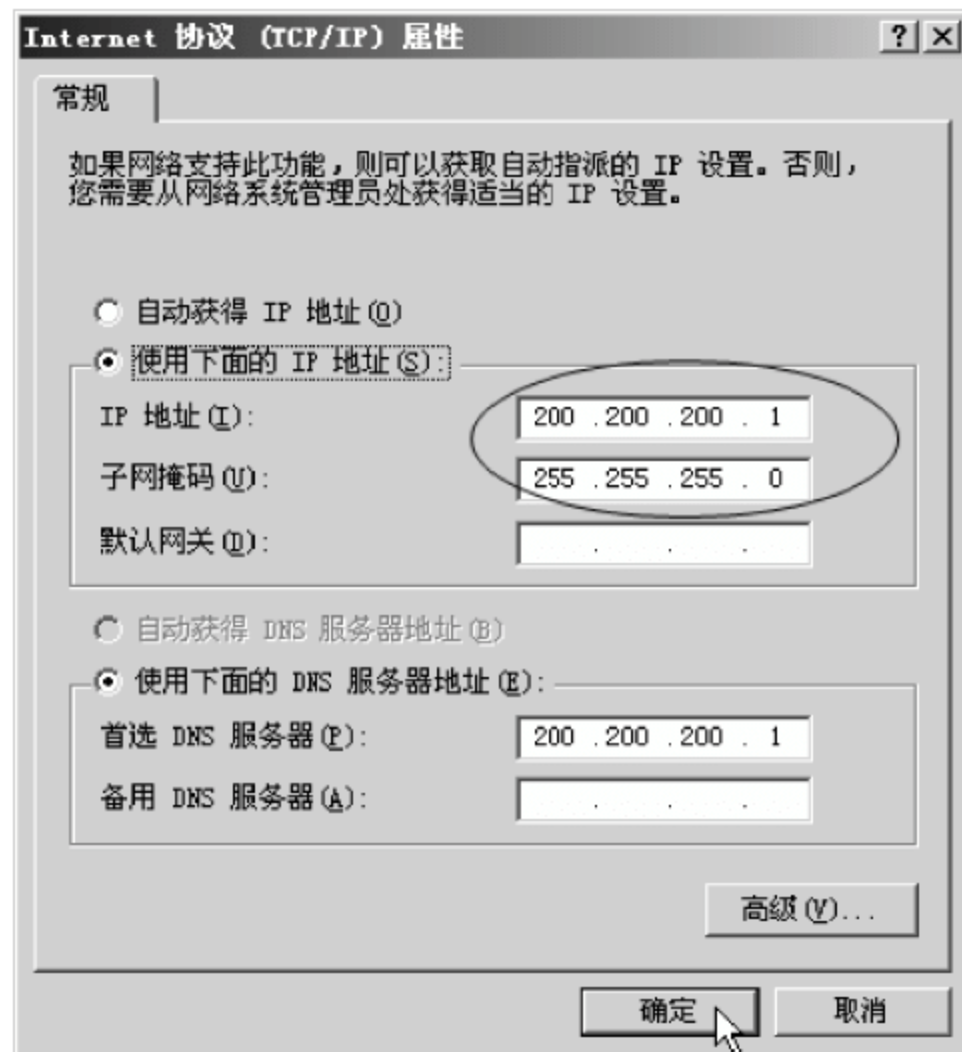 Internet 协议 (TCP/IP) 属性
? ×
常规
如果网络支持此功能，则可以获取自动指派的 IP 设置。否则，
您需要从网络系统管理员处获得适当的 IP 设置。
自动获得 IP 地址(O)
使用下面的 IP 地址(S):
IP 地址(I): 200 .200 .200 . 1
子网掩码(U): 255 .255 .255 . 0
默认网关(D): . . .
自动获得 DNS 服务器地址(B)
使用下面的 DNS 服务器地址(E):
首选 DNS 服务器(P): 200 .200 .200 . 1
备用 DNS 服务器(A): . . .
高级(V)...
确定 取消